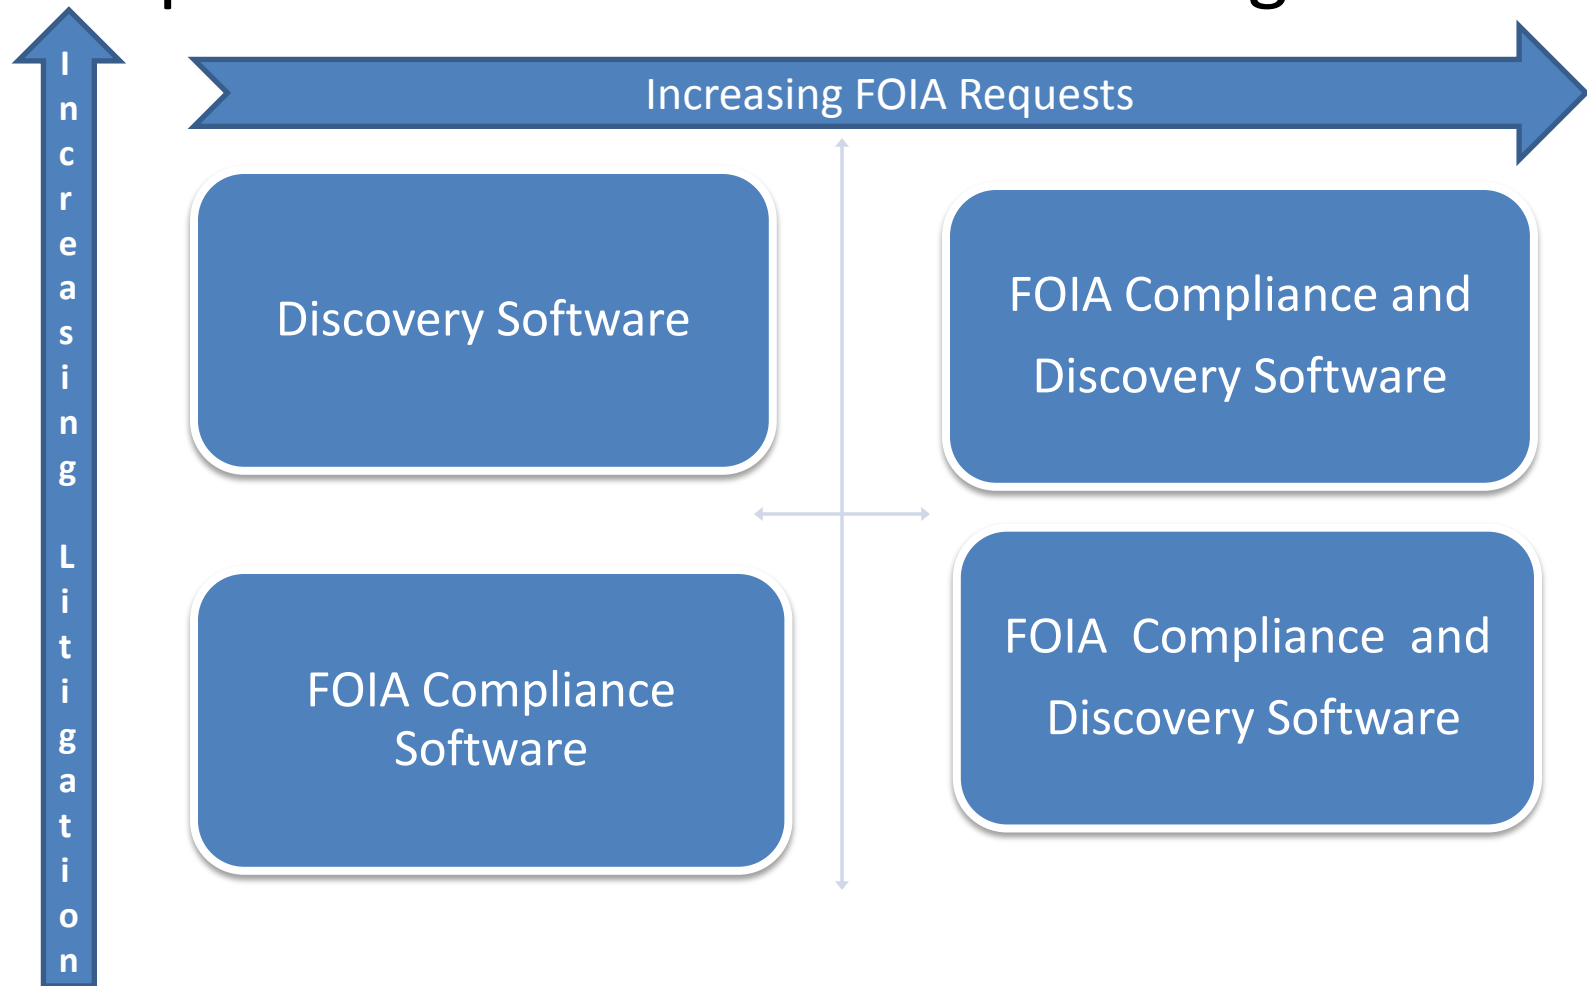 Increasing FOIA Requests
Increasing Litigation
Discovery Software
FOIA Compliance and
Discovery Software
FOIA Compliance
Software
FOIA Compliance and
Discovery Software